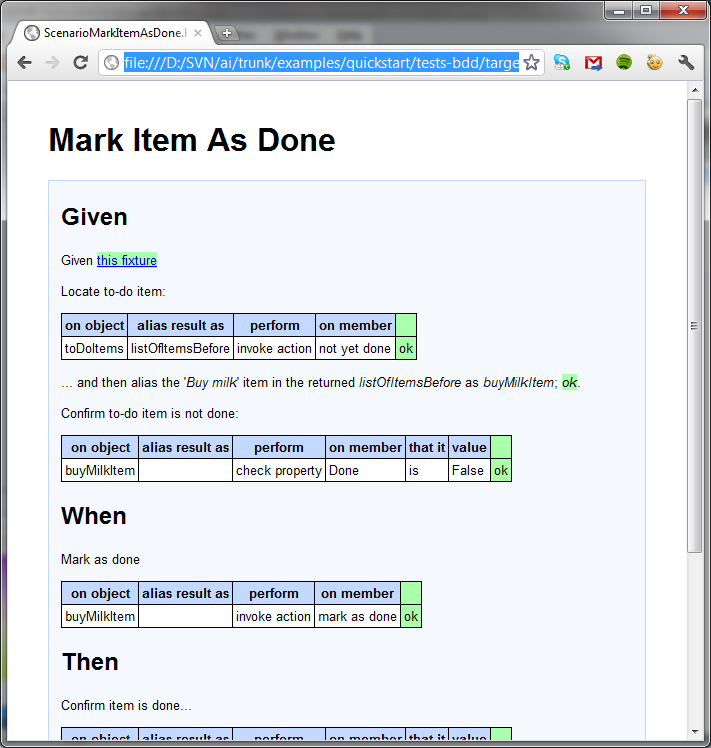 ScenarioMarkItemAsDone.h
file:///D:/SVN/ai/trunk/examples/quickstart/tests-bdd/targe
Mark Item As Done
Given
Given this fixture
Locate to-do item:
on object alias result as perform on member
toDoItems listOfItemsBefore invoke action not yet done ok
... and then alias the 'Buy milk' item in the returned listOfItemsBefore as buyMilkItem; ok.
Confirm to-do item is not done:
on object alias result as perform on member that it value
buyMilkItem check property Done is False ok
When
Mark as done
on object alias result as perform on member
buyMilkItem invoke action mark as done ok
Then
Confirm item is done...
on object alias result as perform on member that it value